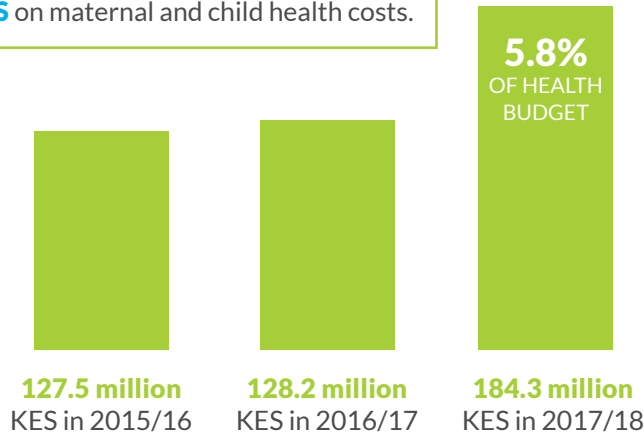 on maternal and child health costs.
5.8%
OF HEALTH
BUDGET
127.5 million
KES in 2015/16
128.2 million
KES in 2016/17
184.3 million
KES in 2017/18